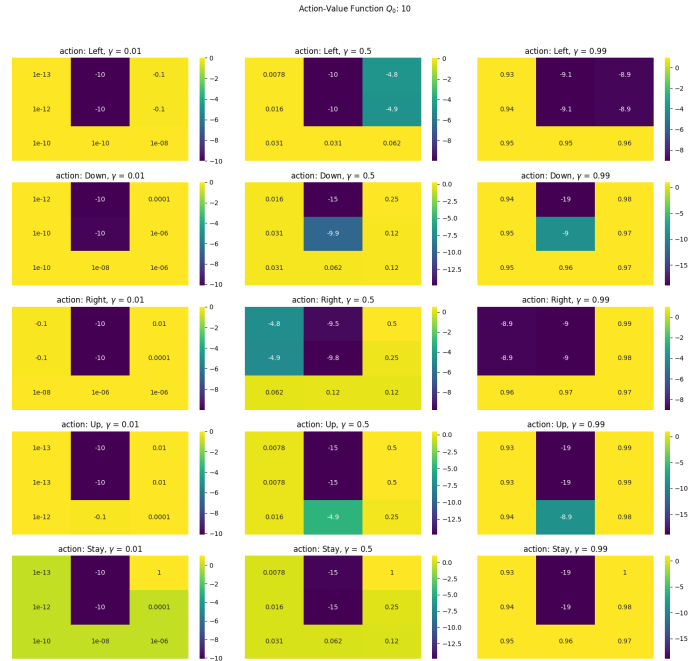 Action-Value Function Q₀: 10
action: Left, γ = 0.01
action: Left, γ = 0.5
action: Left, γ = 0.99
1e-13 -10 -0.1
1e-12 -10 -0.1
1e-10 1e-10 1e-08
0
−2
−4
−6
−8
0.0078 -10 -4.8
0.016 -10 -4.9
0.031 0.031 0.062
0
−2
−4
−6
−8
0.93 -9.1 -8.9
0.94 -9.1 -8.9
0.95 0.95 0.96
0
−2
−4
−6
−8
action: Down, γ = 0.01
action: Down, γ = 0.5
action: Down, γ = 0.99
1e-12 -10 0.0001
1e-10 -10 1e-06
1e-10 1e-08 1e-06
0
−2
−4
−6
−8
−10
0.016 -15 0.25
0.031 -9.9 0.12
0.031 0.062 0.12
0.0
−2.5
−5.0
−7.5
−10.0
−12.5
0.94 -19 0.98
0.95 -9 0.97
0.95 0.96 0.97
0
−5
−10
−15
action: Right, γ = 0.01
action: Right, γ = 0.5
action: Right, γ = 0.99
-0.1 -10 0.01
-0.1 -10 0.0001
1e-08 1e-06 1e-06
0
−2
−4
−6
−8
-4.8 -9.5 0.5
-4.9 -9.8 0.25
0.062 0.12 0.12
0
−2
−4
−6
−8
-8.9 -9 0.99
-8.9 -9 0.98
0.96 0.97 0.97
0
−2
−4
−6
−8
action: Up, γ = 0.01
action: Up, γ = 0.5
action: Up, γ = 0.99
1e-13 -10 0.01
1e-13 -10 0.01
1e-12 -0.1 0.0001
0
−2
−4
−6
−8
−10
0.0078 -15 0.5
0.0078 -15 0.5
0.016 -4.9 0.25
0.0
−2.5
−5.0
−7.5
−10.0
−12.5
0.93 -19 0.99
0.93 -19 0.99
0.94 -8.9 0.98
0
−5
−10
−15
action: Stay, γ = 0.01
action: Stay, γ = 0.5
action: Stay, γ = 0.99
1e-13 -10 1
1e-12 -10 0.0001
1e-10 1e-08 1e-06
0
−2
−4
−6
−8
−10
0.0078 -15 1
0.016 -15 0.25
0.031 0.062 0.12
0.0
−2.5
−5.0
−7.5
−10.0
−12.5
0.93 -19 1
0.94 -19 0.98
0.95 0.96 0.97
0
−5
−10
−15